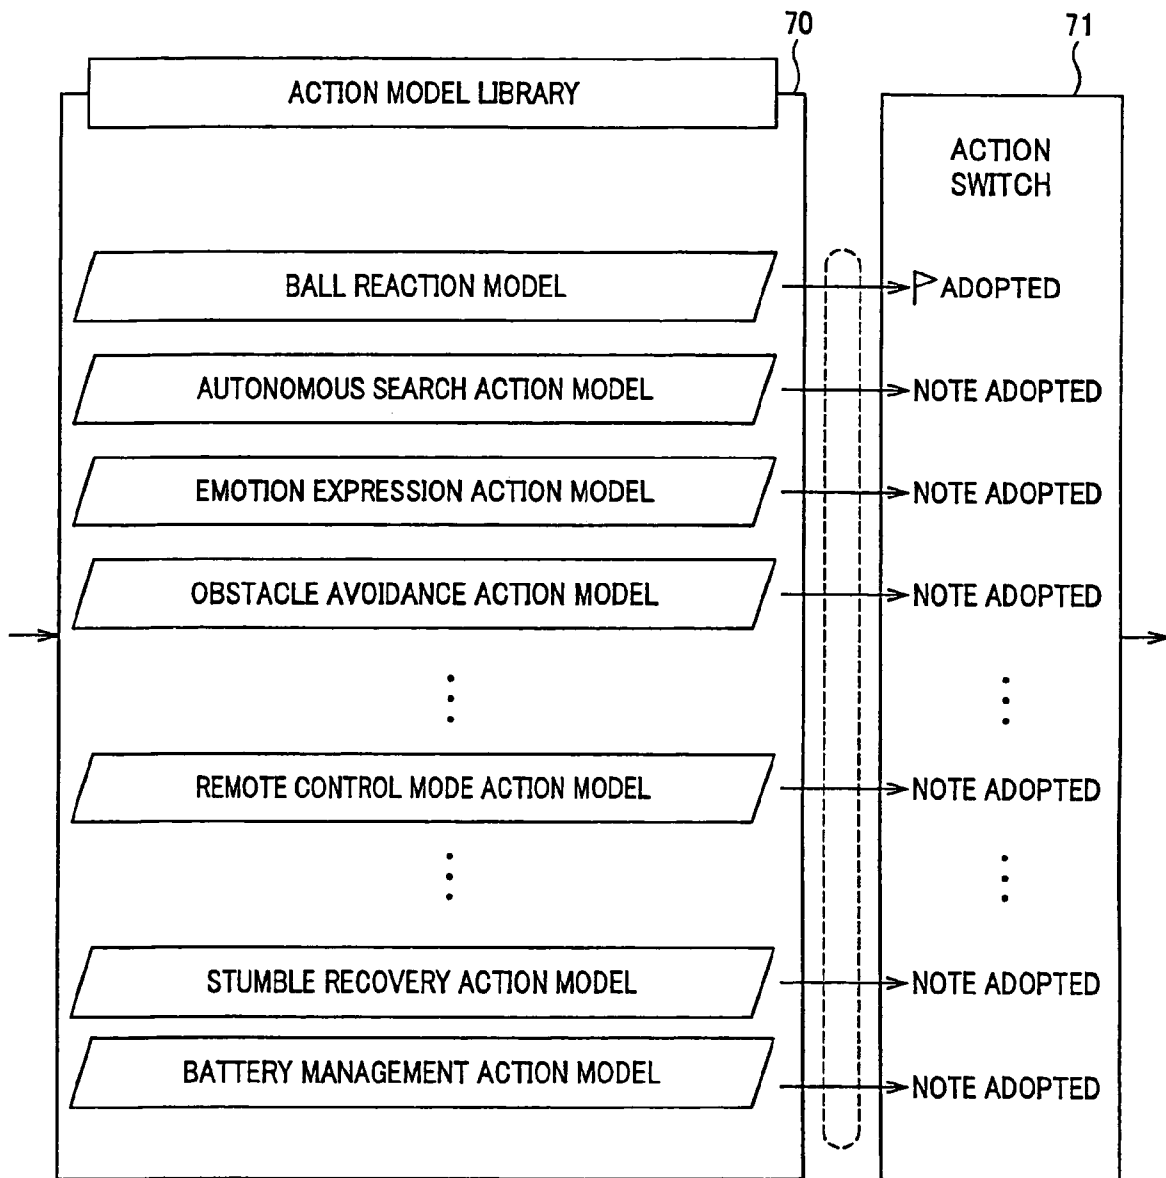 70
71
ACTION MODEL LIBRARY
ACTION
SWITCH
BALL REACTION MODEL
ADOPTED
AUTONOMOUS SEARCH ACTION MODEL
NOTE ADOPTED
EMOTION EXPRESSION ACTION MODEL
NOTE ADOPTED
OBSTACLE AVOIDANCE ACTION MODEL
NOTE ADOPTED
REMOTE CONTROL MODE ACTION MODEL
NOTE ADOPTED
STUMBLE RECOVERY ACTION MODEL
NOTE ADOPTED
BATTERY MANAGEMENT ACTION MODEL
NOTE ADOPTED